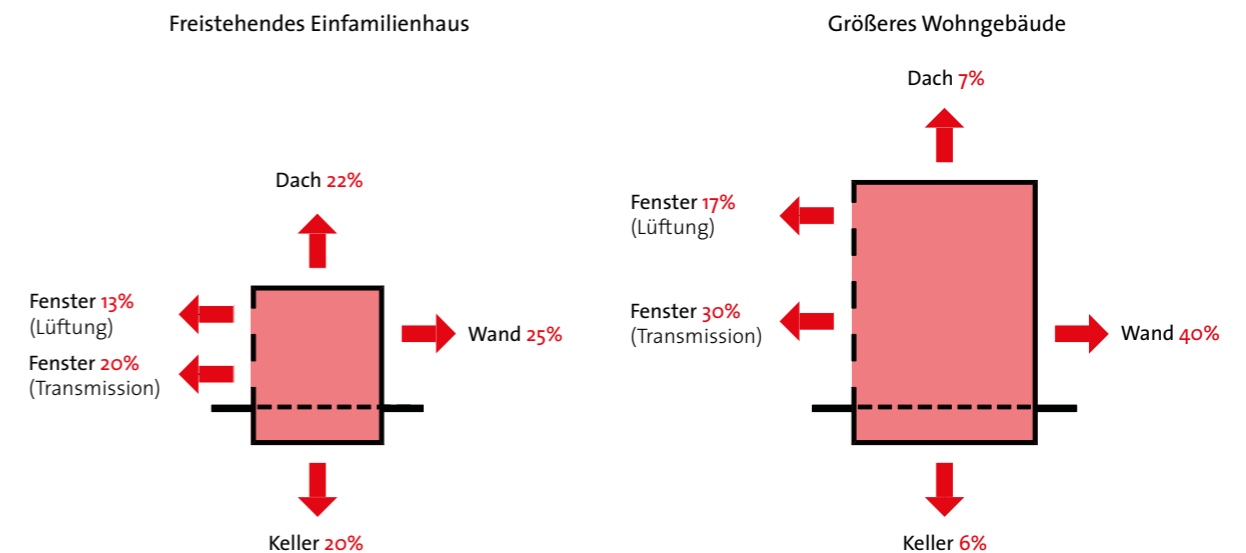 Freistehendes Einfamilienhaus
Dach 22%
Fenster 13%
(Lüftung)
Fenster 20%
(Transmission)
Wand 25%
Keller 20%
Größeres Wohngebäude
Dach 7%
Fenster 17%
(Lüftung)
Fenster 30%
(Transmission)
Wand 40%
Keller 6%